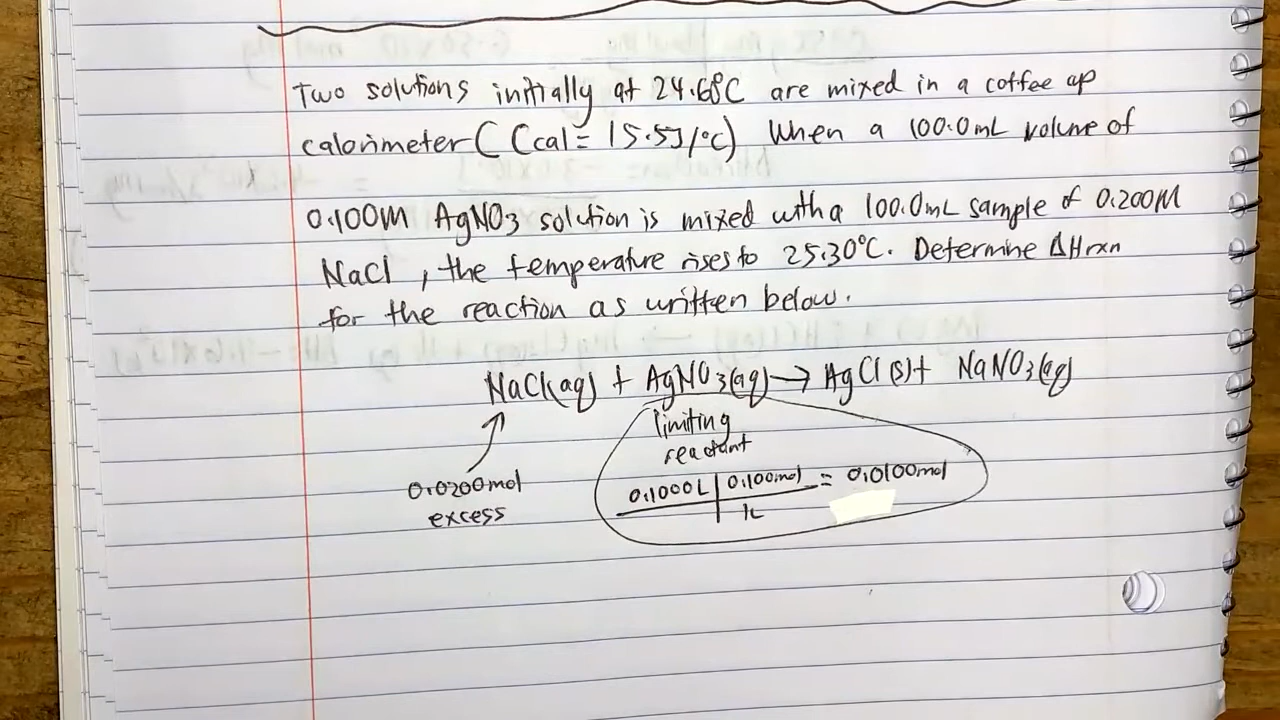 Two solutions initially at 24.68°C are mixed in a coffee cup
calorimeter (Ccal = 15.5J/°C) When a 100.0mL volume of
0.100M AgNO3 solution is mixed with a 100.0mL sample of 0.200M
NaCl, the temperature rises to 25.30°C. Determine ΔHrxn
for the reaction as written below.
NaCl(aq) + AgNO3(aq) → AgCl(s) + NaNO3(aq)
limiting
reactant
0.0200mol
excess
0.1000L | 0.100mol = 0.0100mol
1L